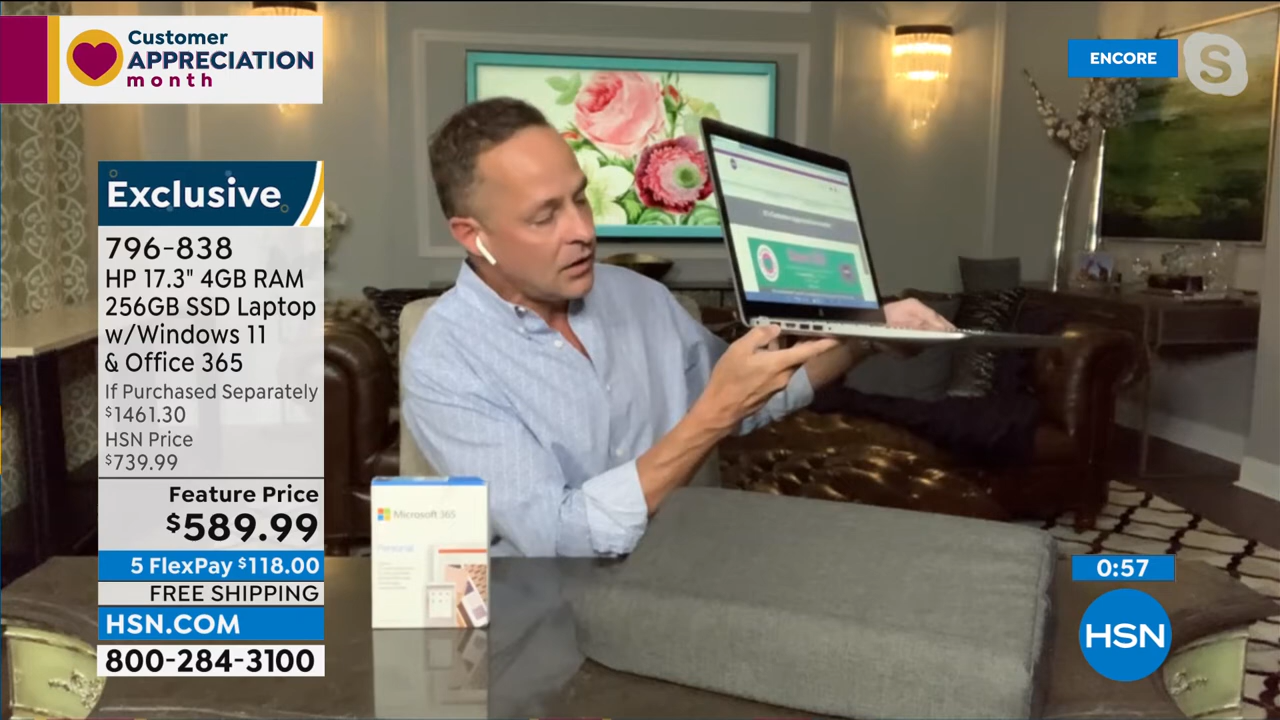 Customer
APPRECIATION
month
ENCORE
S
Exclusive
796-838
HP 17.3" 4GB RAM
256GB SSD Laptop
w/Windows 11
& Office 365
If Purchased Separately
$1461.30
HSN Price
$739.99
Feature Price
$589.99
5 FlexPay $118.00
FREE SHIPPING
HSN.COM
800-284-3100
Microsoft 365
Personal
0:57
HSN